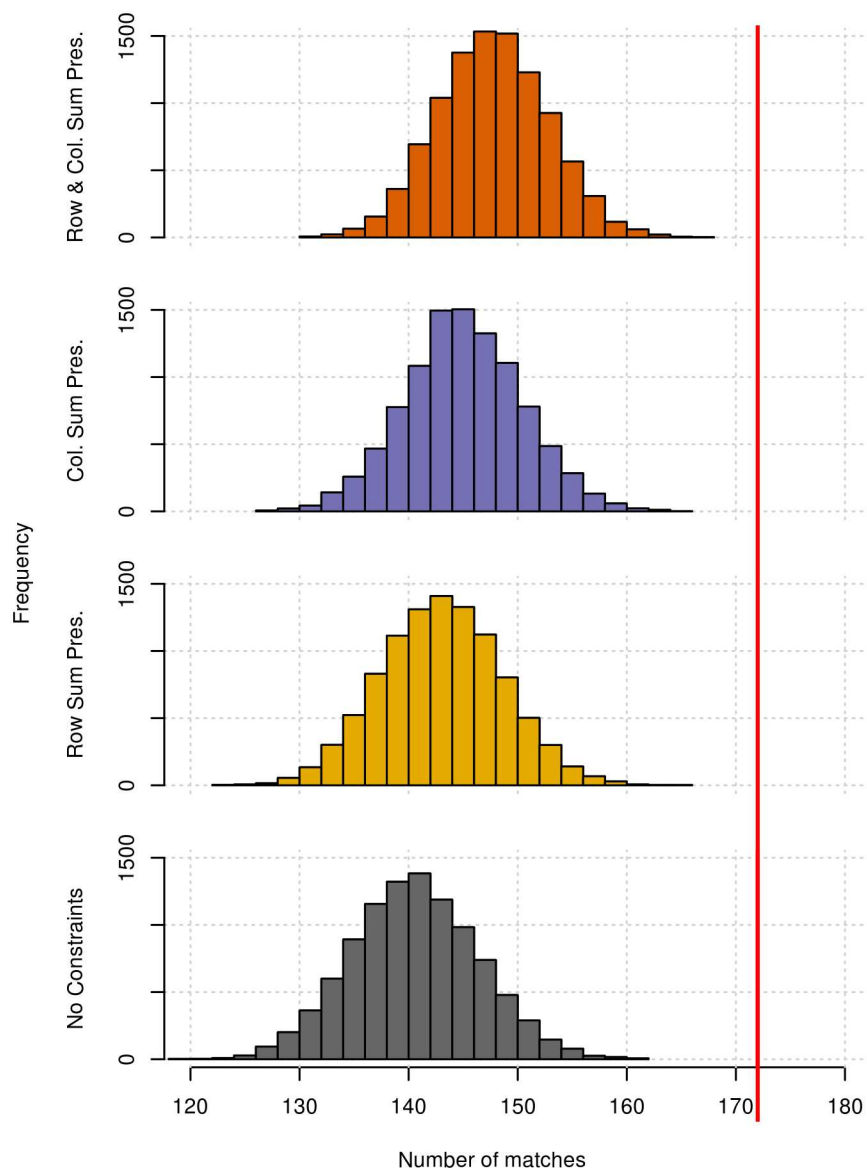 Frequency
Row & Col. Sum Pres.
1500
0
Col. Sum Pres.
1500
0
Row Sum Pres.
1500
0
No Constraints
1500
0
120 130 140 150 160 170 180
Number of matches